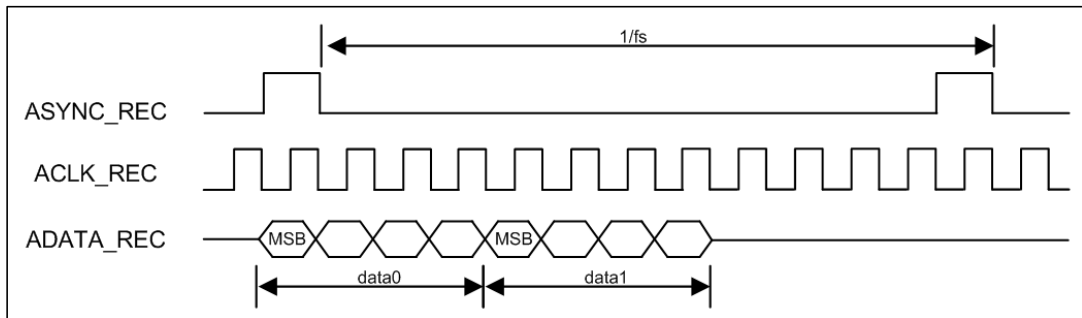 1/fs
ASYNC_REC
ACLK_REC
ADATA_REC MSB MSB
data0 data1